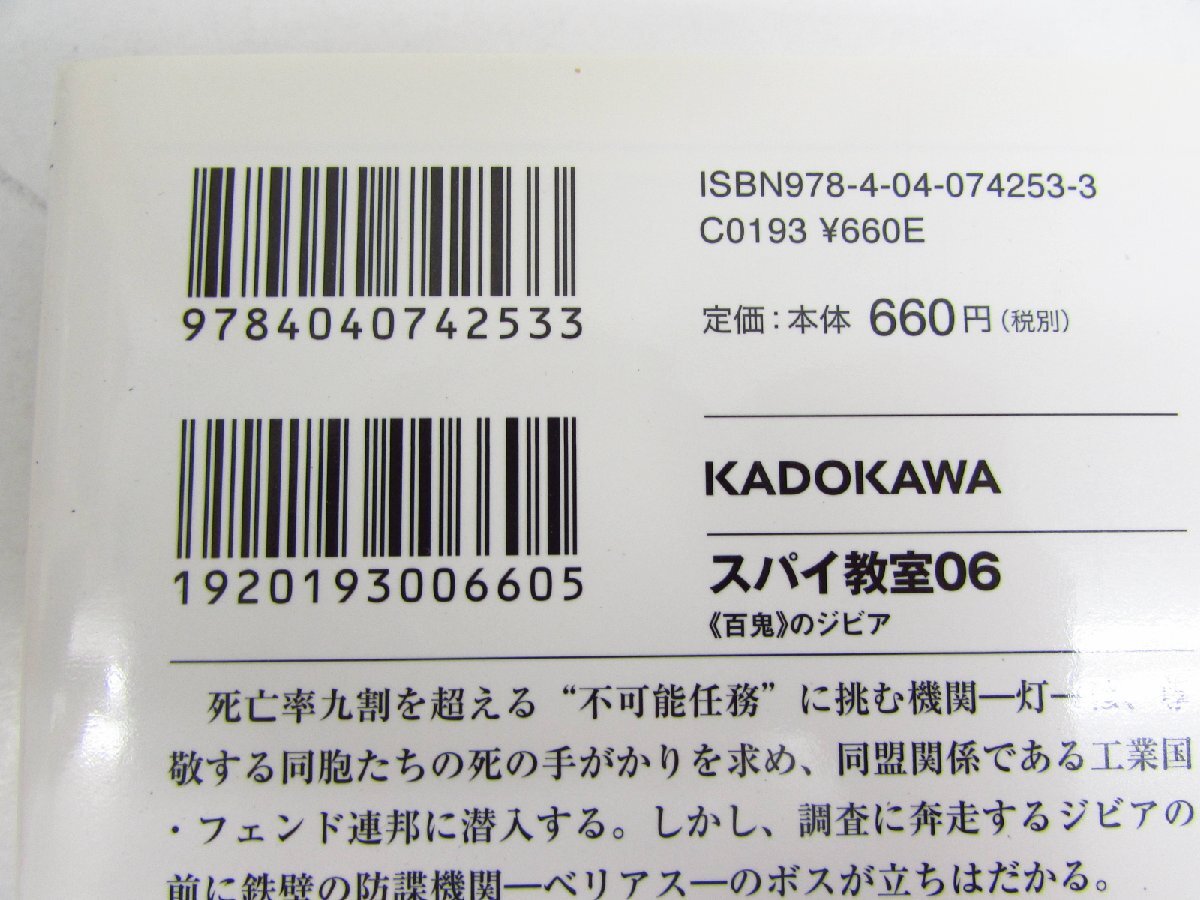 9784040742533
ISBN978-4-04-074253-3
C0193 ¥660E
定価：本体 660円（税別）
1920193006605
KADOKAWA
スパイ教室06
《百鬼》のジビア
死亡率九割を超える“不可能任務”に挑む機関―灯―
敬する同胞たちの死の手がかりを求め、同盟関係である工業国
・フェンド連邦に潜入する。しかし、調査に奔走するジビアの
前に鉄壁の防諜機関―ベリアス―のボスが立ちはだかる。